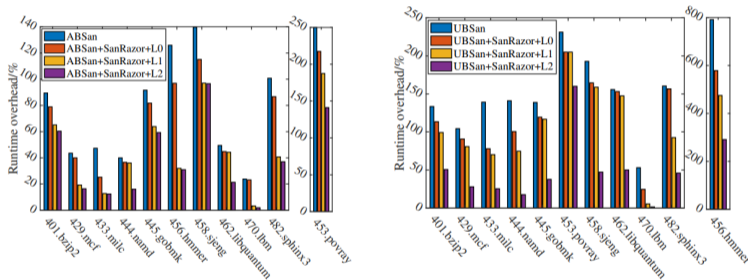 Runtime overhead/%
140
120
100
80
60
40
20
0
ABSan
ABSan+SanRazor+L0
ABSan+SanRazor+L1
ABSan+SanRazor+L2
401.bzip2
429.mcf
433.milc
444.namd
445.gobmk
456.hmmer
458.sjeng
462.libquantum
470.lbm
482.sphinx3
250
200
150
100
50
0
453.povray
Runtime overhead/%
250
200
150
100
50
0
UBSan
UBSan+SanRazor+L0
UBSan+SanRazor+L1
UBSan+SanRazor+L2
401.bzip2
429.mcf
433.milc
444.namd
445.gobmk
453.povray
458.sjeng
462.libquantum
470.lbm
482.sphinx3
800
600
400
200
0
456.hmmer